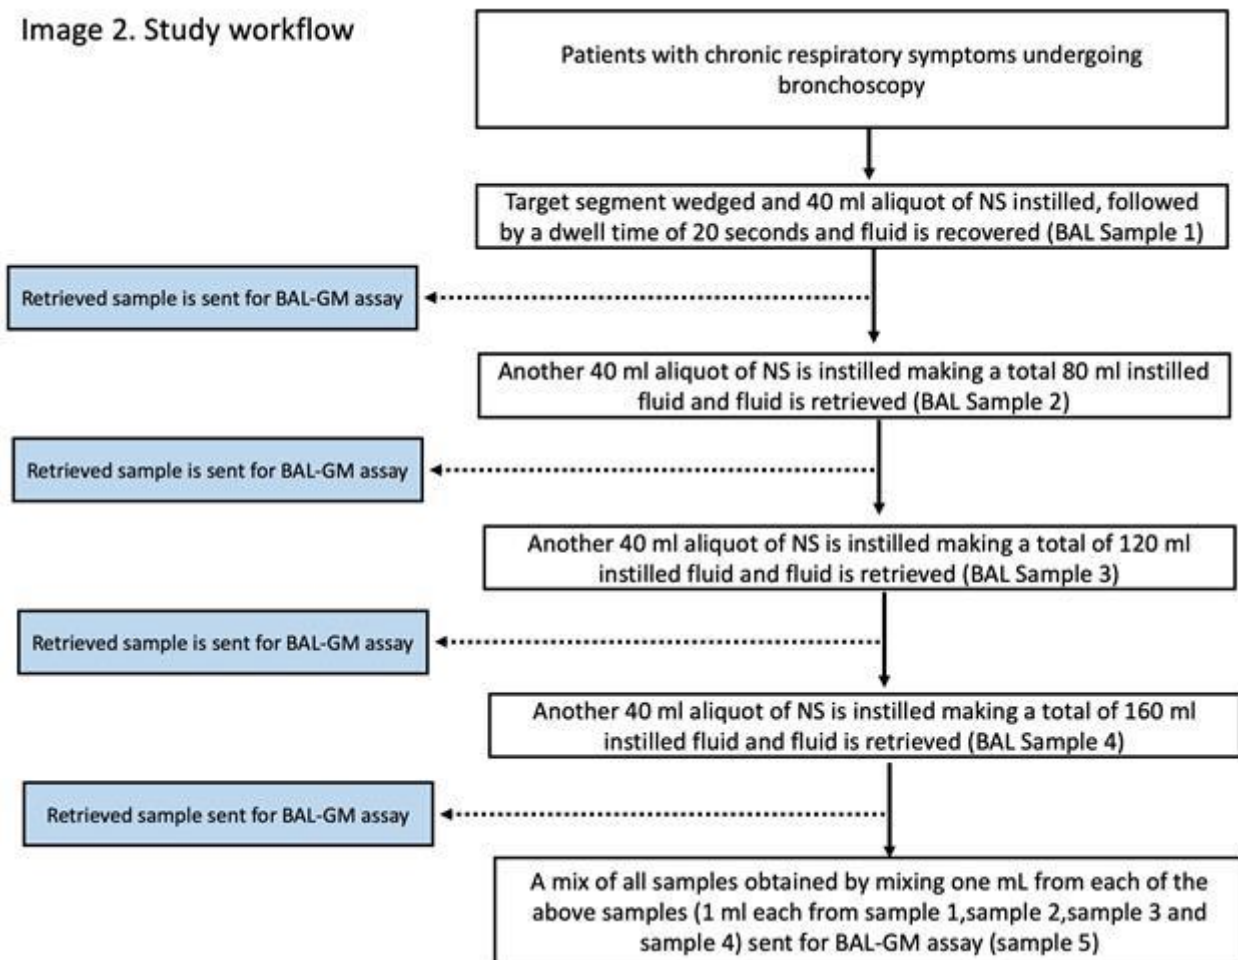 Image 2. Study workflow
Patients with chronic respiratory symptoms undergoing
bronchoscopy
Target segment wedged and 40 ml aliquot of NS instilled, followed
by a dwell time of 20 seconds and fluid is recovered (BAL Sample 1)
Retrieved sample is sent for BAL-GM assay
Another 40 ml aliquot of NS is instilled making a total 80 ml instilled
fluid and fluid is retrieved (BAL Sample 2)
Retrieved sample is sent for BAL-GM assay
Another 40 ml aliquot of NS is instilled making a total of 120 ml
instilled fluid and fluid is retrieved (BAL Sample 3)
Retrieved sample is sent for BAL-GM assay
Another 40 ml aliquot of NS is instilled making a total of 160 ml
instilled fluid and fluid is retrieved (BAL Sample 4)
Retrieved sample sent for BAL-GM assay
A mix of all samples obtained by mixing one mL from each of the
above samples (1 ml each from sample 1,sample 2,sample 3 and
sample 4) sent for BAL-GM assay (sample 5)